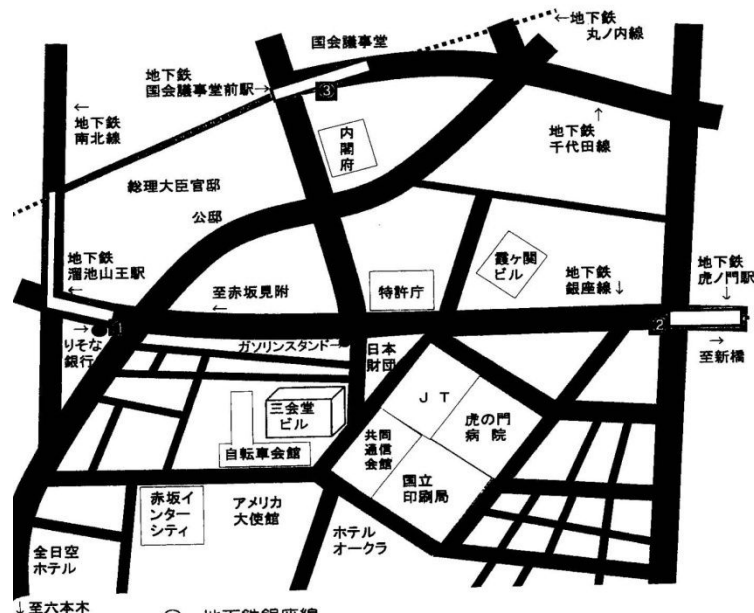 ←地下鉄
丸ノ内線
国会議事堂
地下鉄
国会議事堂前駅→
3
←
地下鉄
南北線
内
閣
府
↑
地下鉄
千代田線
総理大臣官邸
公邸
地下鉄
溜池山王駅
←
←
至赤坂見附
特許庁
霞ヶ関
ビル
地下鉄
銀座線↓
地下鉄
虎ノ門駅
↓
→
りそな
銀行
1
ガソリンスタンド→
日本
財団
2
→
至新橋
三会堂
ビル
自転車会館
JT
虎の門
病院
共同
通信
会館
国立
印刷局
赤坂イ
ンター
シティ
アメリカ
大使館
ホテル
オークラ
全日空
ホテル
↓至六本木